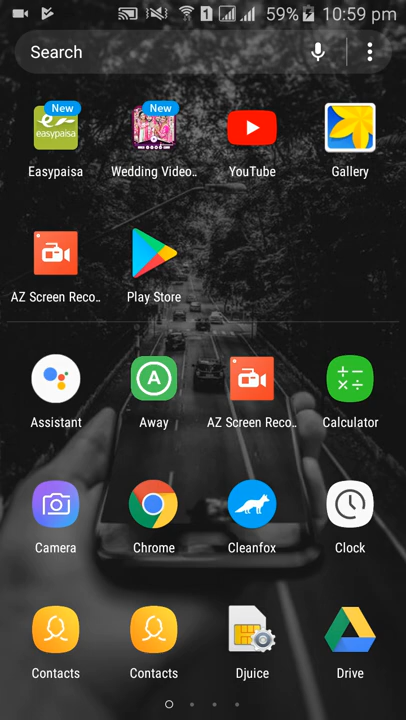 1 59% 10:59 pm
Search
New New
easypaisa
Easypaisa Wedding Video.. YouTube Gallery
AZ Screen Reco.. Play Store
A
Assistant Away AZ Screen Reco.. Calculator
Camera Chrome Cleanfox Clock
Contacts Contacts Djuice Drive